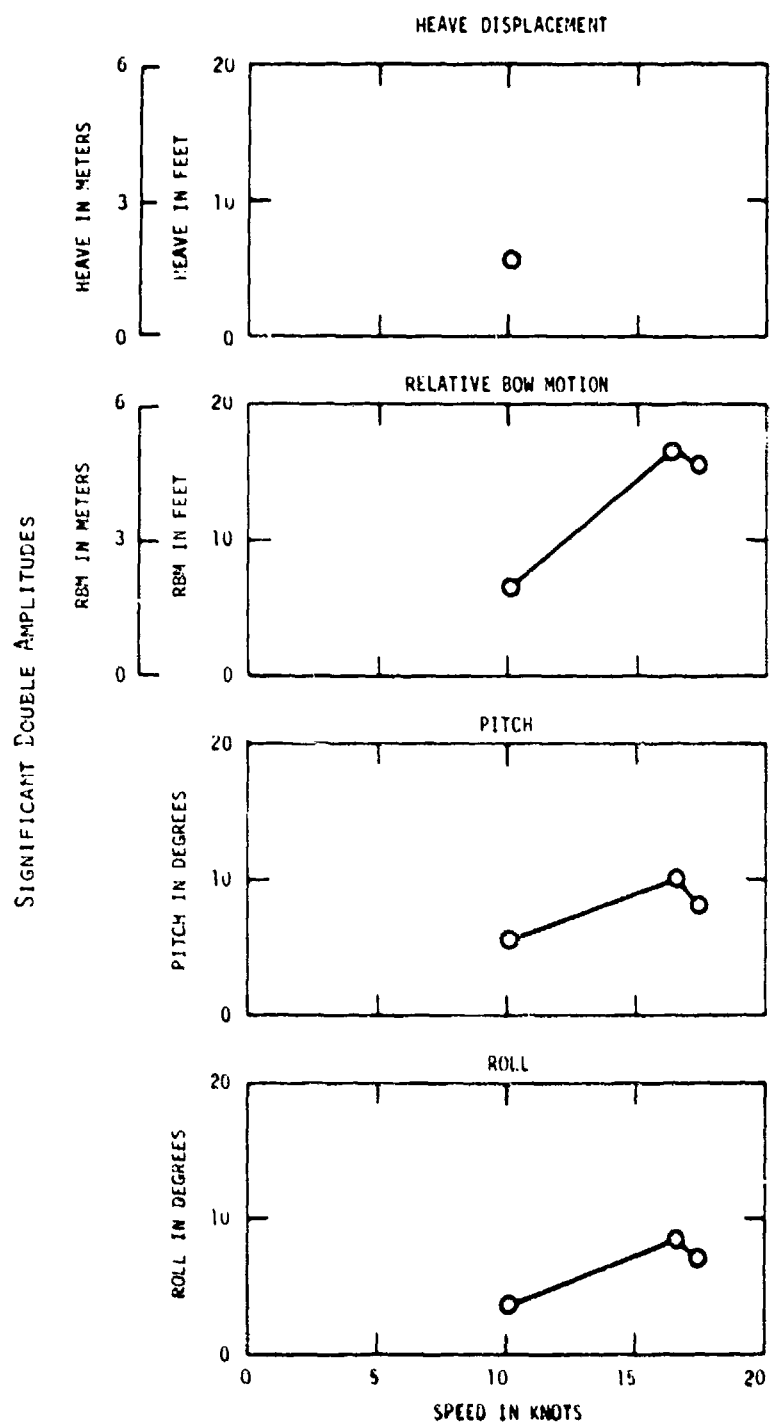 HEAVE DISPLACEMENT
SIGNIFICANT DOUBLE AMPLITUDES
HEAVE IN METERS
6
3
0
HEAVE IN FEET
20
10
0
RELATIVE BOW MOTION
RBM IN METERS
6
3
0
RBM IN FEET
20
10
0
PITCH
PITCH IN DEGREES
20
10
0
ROLL
ROLL IN DEGREES
20
10
0
0 5 10 15 20
SPEED IN KNOTS